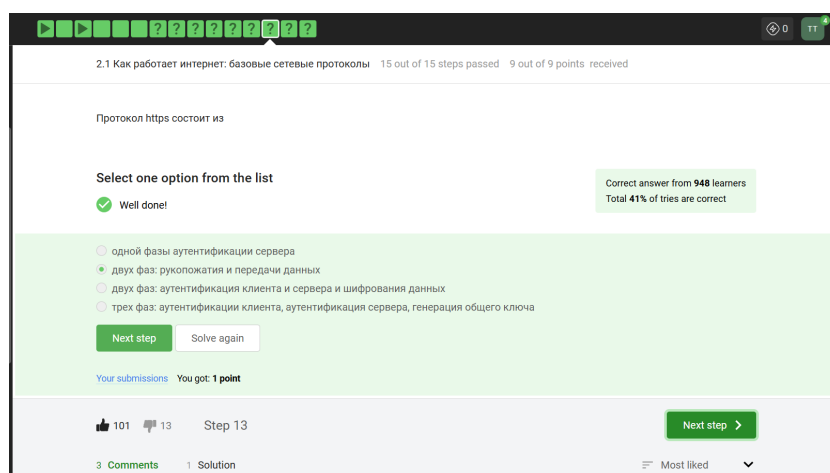 ? ? ? ? ? ? ? ? ?
0
TT
4
2.1 Как работает интернет: базовые сетевые протоколы 15 out of 15 steps passed 9 out of 9 points received
Протокол https состоит из
Select one option from the list
Correct answer from 948 learners
Well done!
Total 41% of tries are correct
одной фазы аутентификации сервера
двух фаз: рукопожатия и передачи данных
двух фаз: аутентификация клиента и сервера и шифрования данных
трех фаз: аутентификации клиента, аутентификация сервера, генерация общего ключа
Next step Solve again
Your submissions You got: 1 point
101 13 Step 13 Next step
3 Comments 1 Solution Most liked